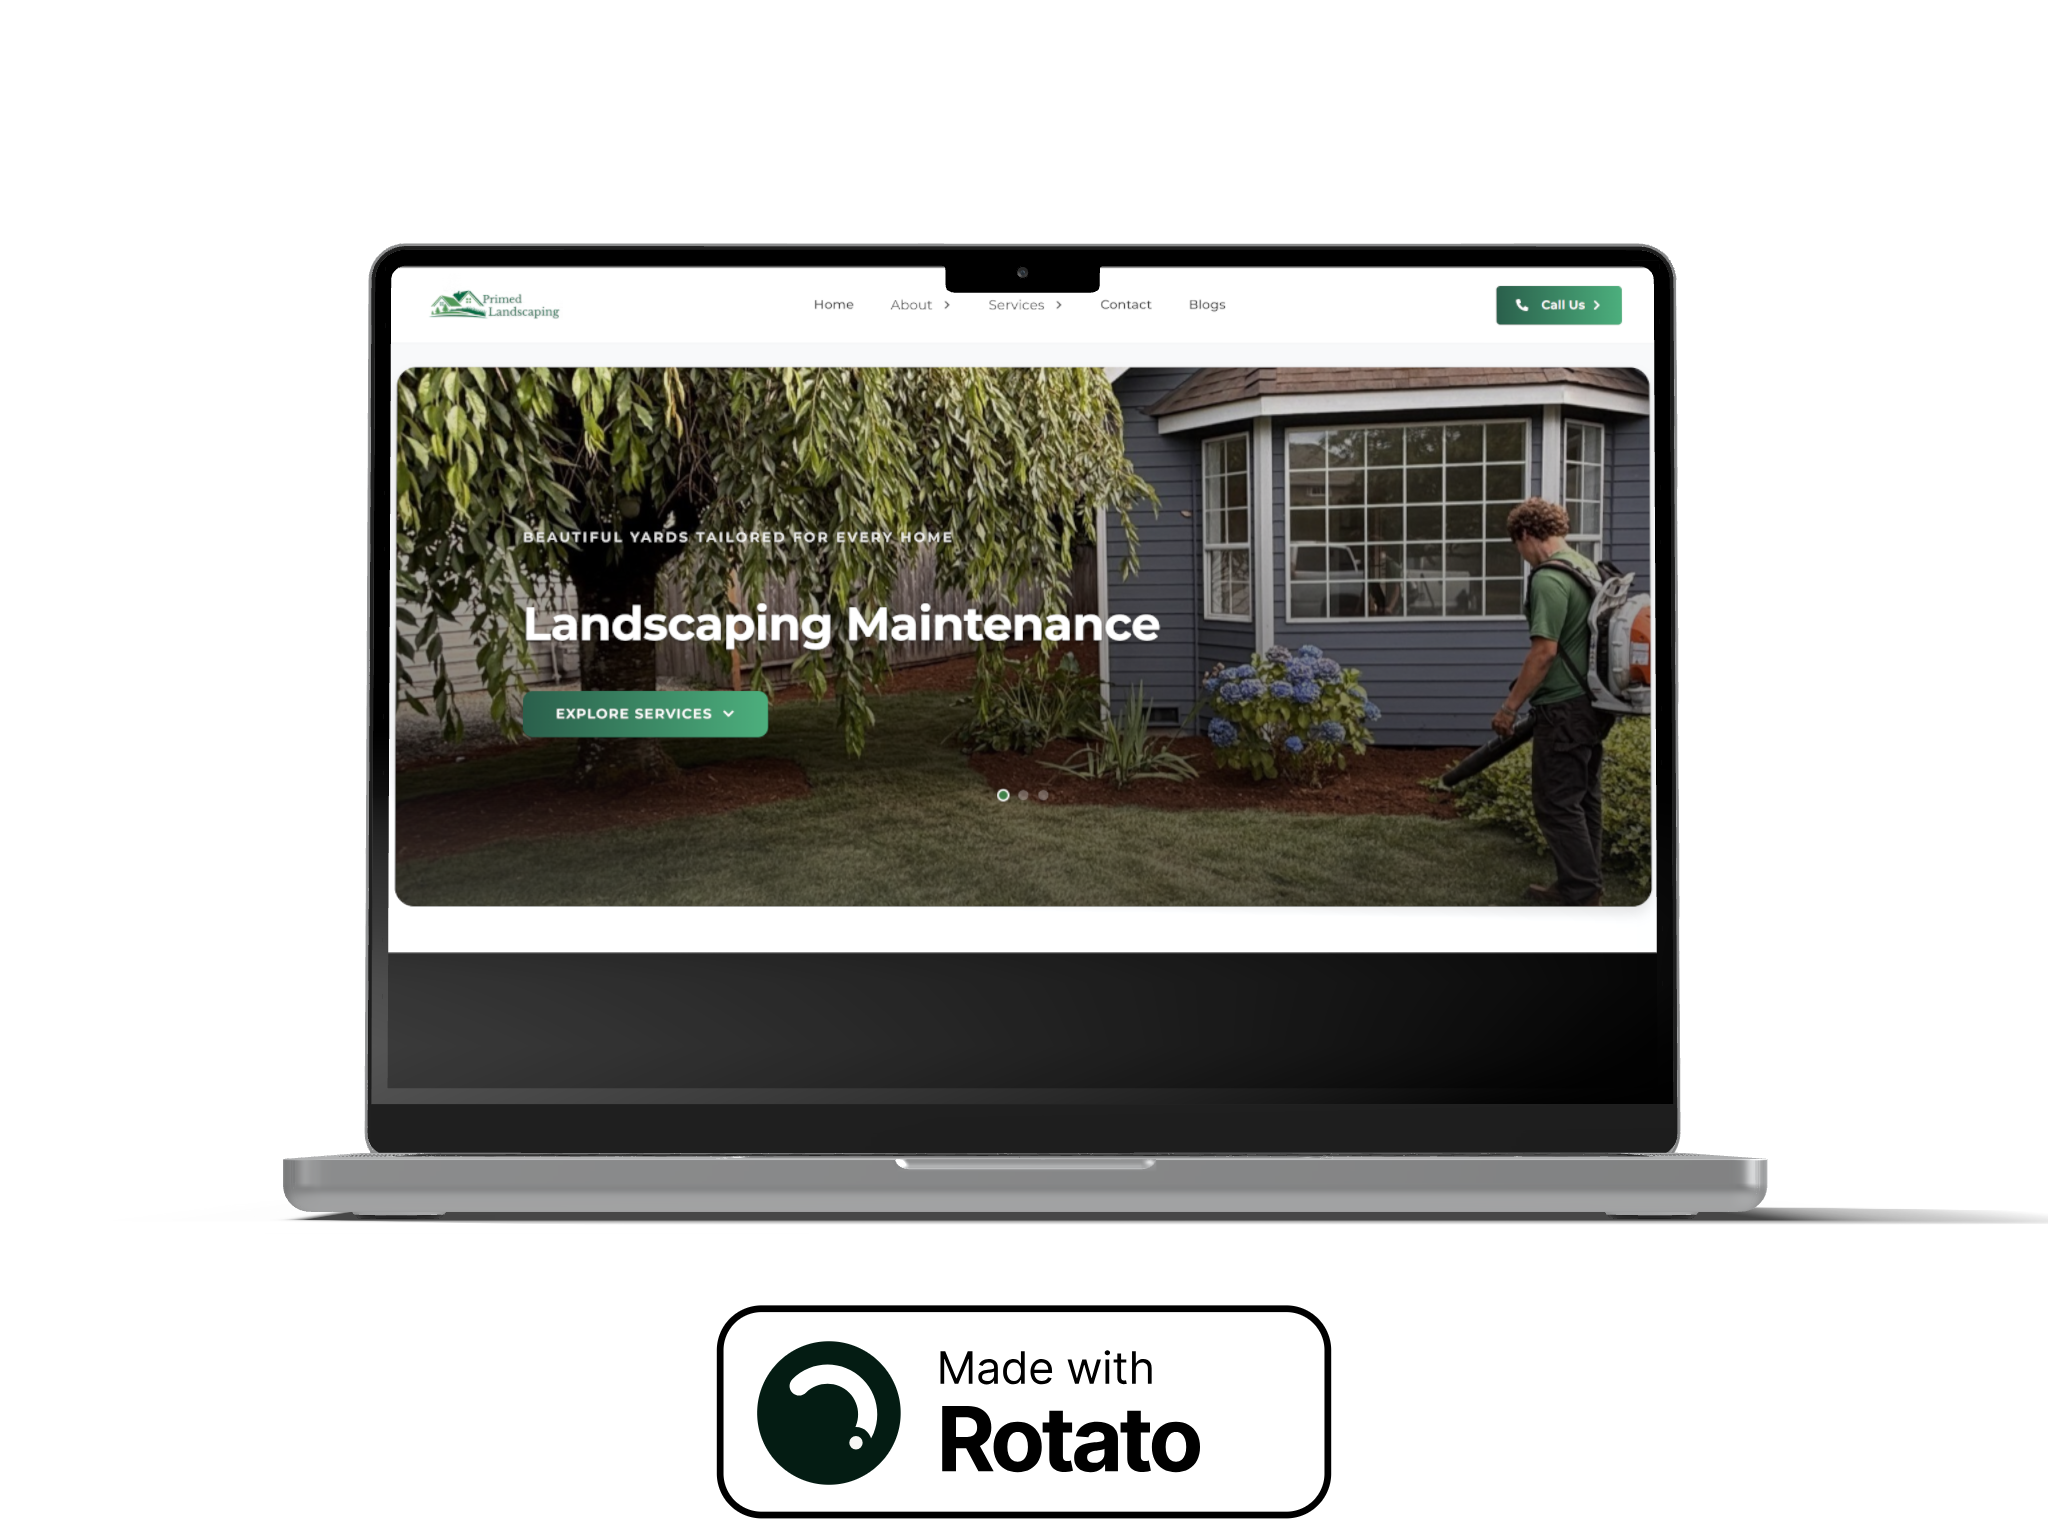 Primed
Landscaping
Home
About
Services
Contact
Blogs
Call Us
BEAUTIFUL YARDS TAILORED FOR EVERY HOME
Landscaping Maintenance
EXPLORE SERVICES
Made with
Rotato